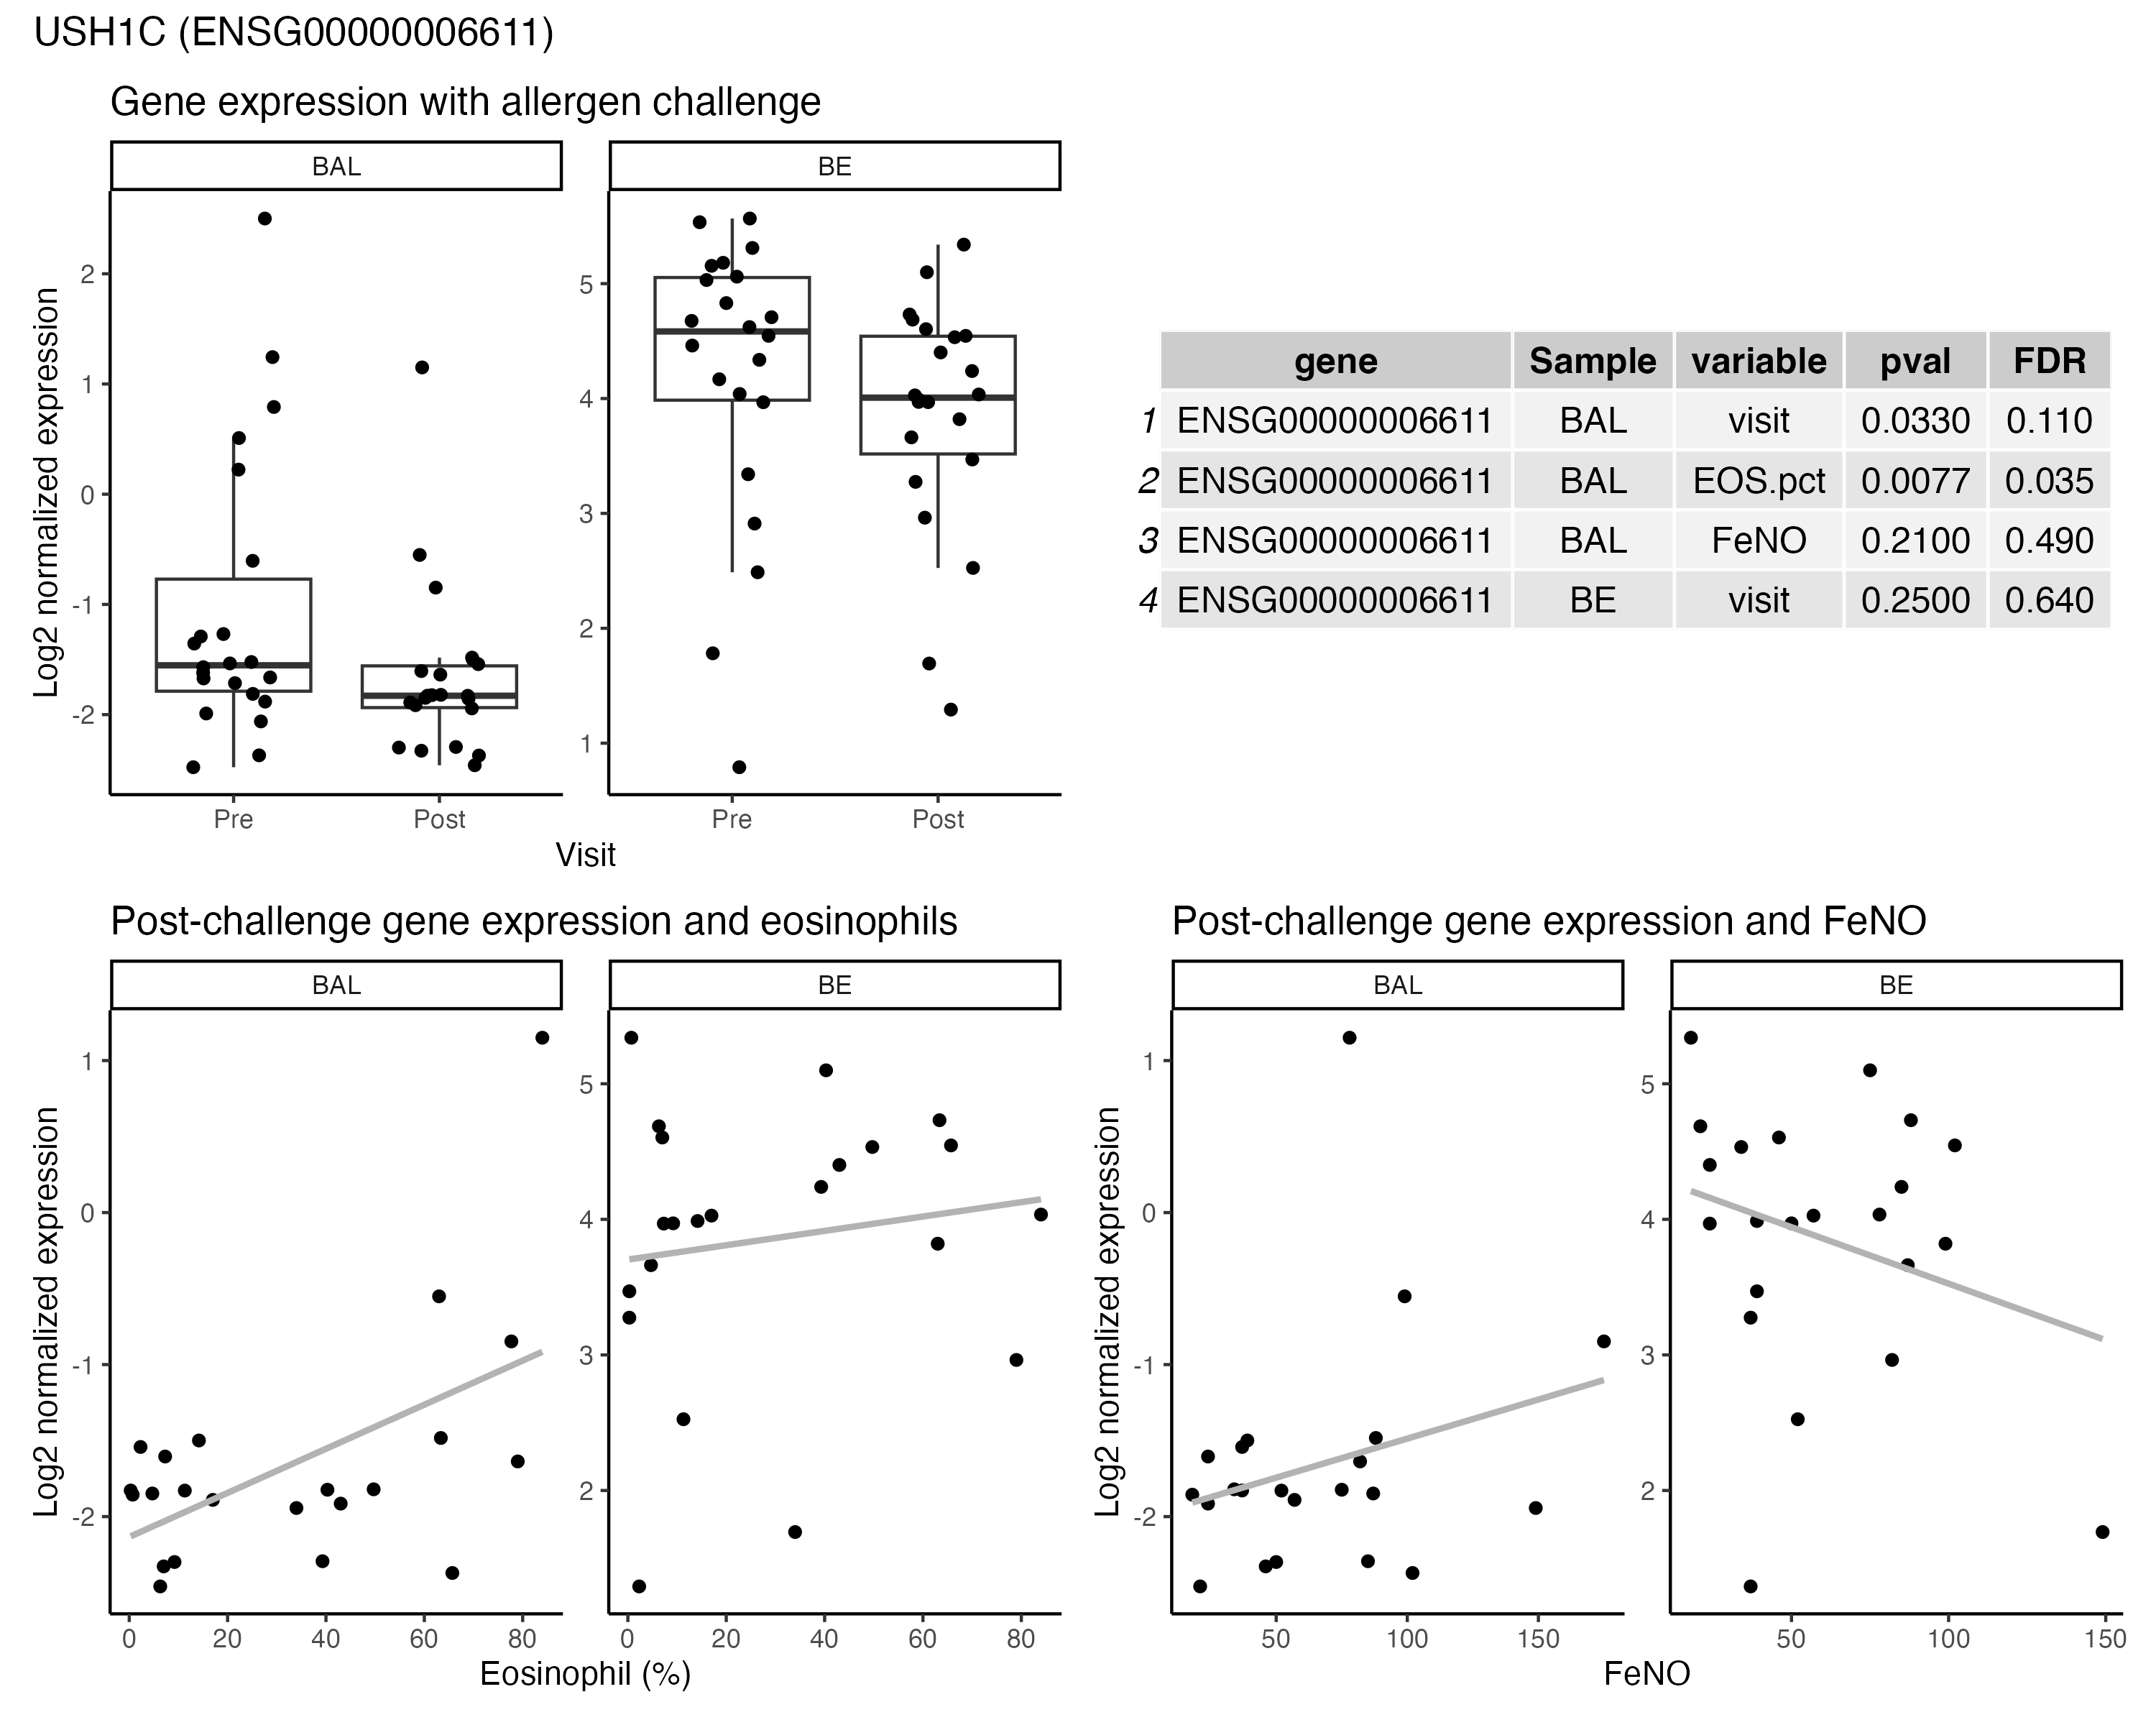 USH1C (ENSG00000006611)
Gene expression with allergen challenge
BAL
BE
Log2 normalized expression
2
1
0
-1
-2
5
4
3
2
1
Pre
Post
Pre
Post
Visit
gene Sample variable pval FDR
1 ENSG00000006611 BAL visit 0.0330 0.110
2 ENSG00000006611 BAL EOS.pct 0.0077 0.035
3 ENSG00000006611 BAL FeNO 0.2100 0.490
4 ENSG00000006611 BE visit 0.2500 0.640
Post-challenge gene expression and eosinophils
BAL
BE
Log2 normalized expression
1
0
-1
-2
5
4
3
2
0 20 40 60 80
0 20 40 60 80
Eosinophil (%)
Post-challenge gene expression and FeNO
BAL
BE
Log2 normalized expression
1
0
-1
-2
5
4
3
2
50 100 150
50 100 150
FeNO